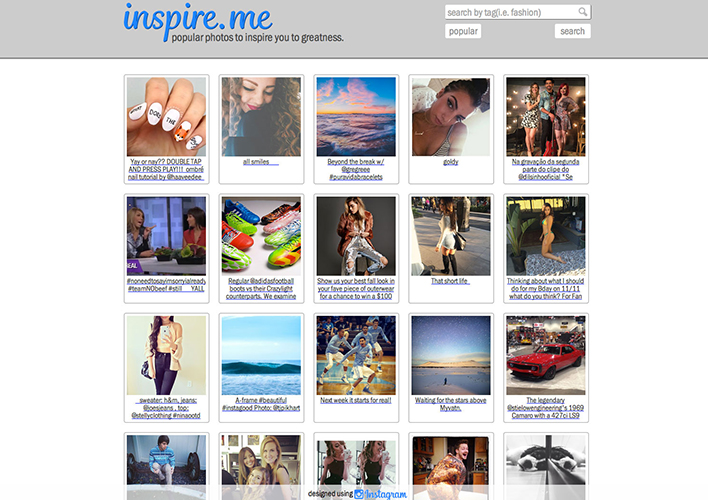 inspire.me
popular photos to inspire you to greatness.
search by tag(i.e. fashion)
popular
search
Yay or nay?? DOUBLE TAP
AND PRESS PLAY!!! ombré
nail tutorial by @haaveedee
all smiles
Beyond the break w/
@gregreee
#puravidabracelets
goldy
Na gravação da segunda
parte do clipe do
@dilsinhooficial "Se
#noneedtosayimsorryialready
#teamN0beef #still YALL
Regular @adidasfootball
boots vs their Crazylight
counterparts. We examine
Show us your best fall look in
your fave piece of outerwear
for a chance to win a $100
That short life
Thinking about what I should
do for my Bday on 11/11
what do you think? For Fan
sweater: h&m, jeans:
@joesjeans , top:
@stellyclothing #ninaootd
A-frame #beautiful
#instagood Photo: @tjpikhart
Next week it starts for real!
Waiting for the stars above
Myvatn.
The legendary
@stielowengineering's 1969
Camaro with a 427ci LS9
designed using Instagram